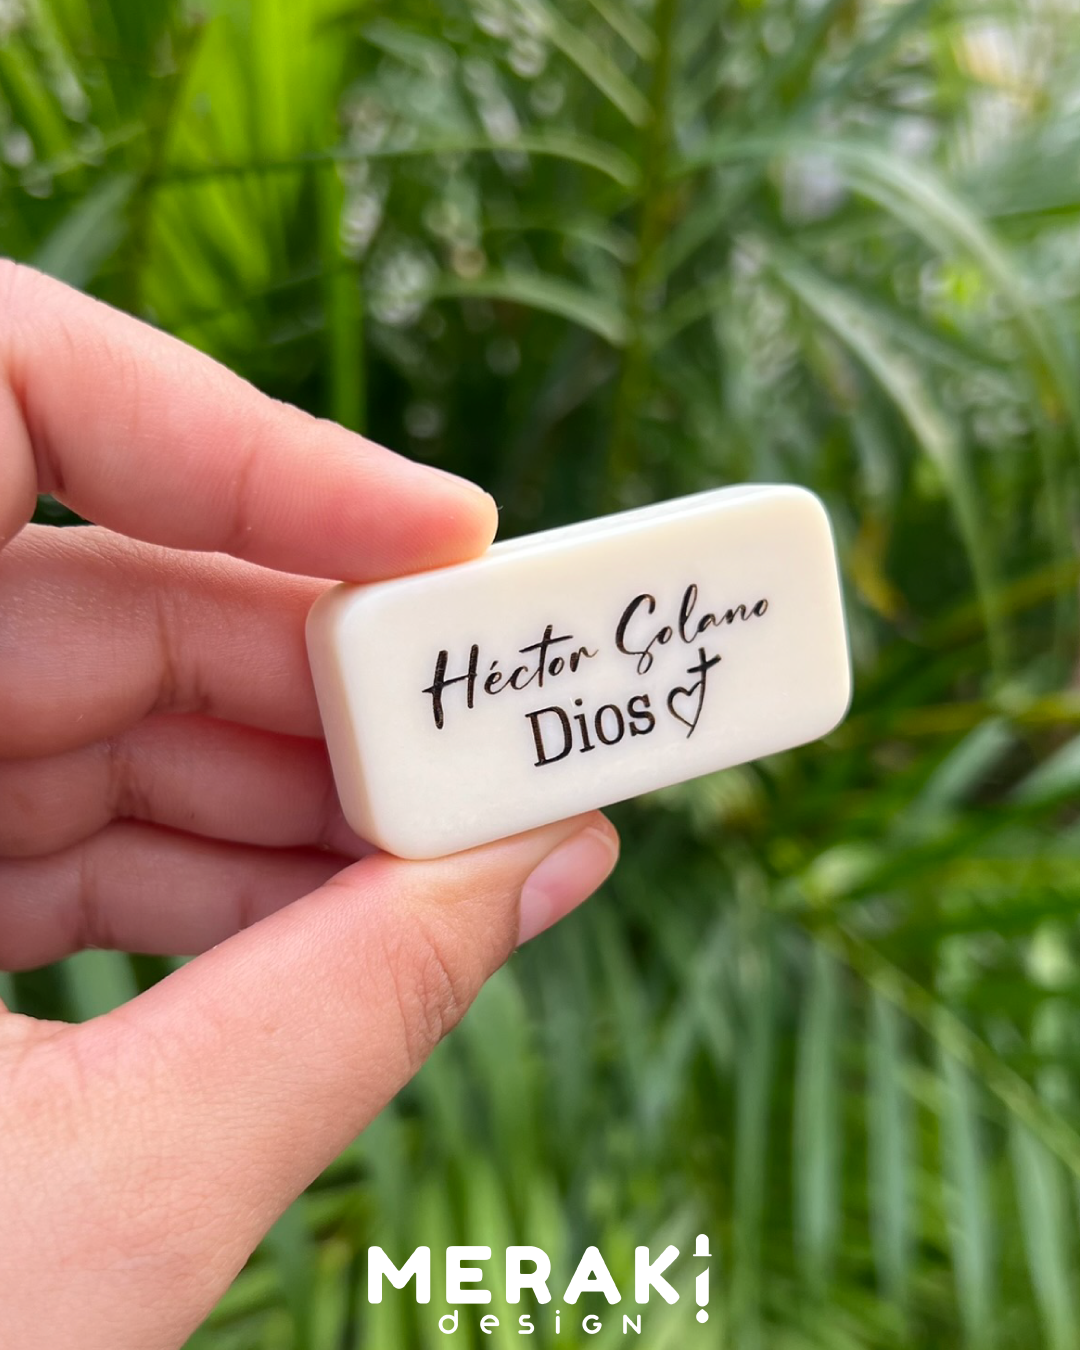 Héctor Solano
Dios
MERAKI
design